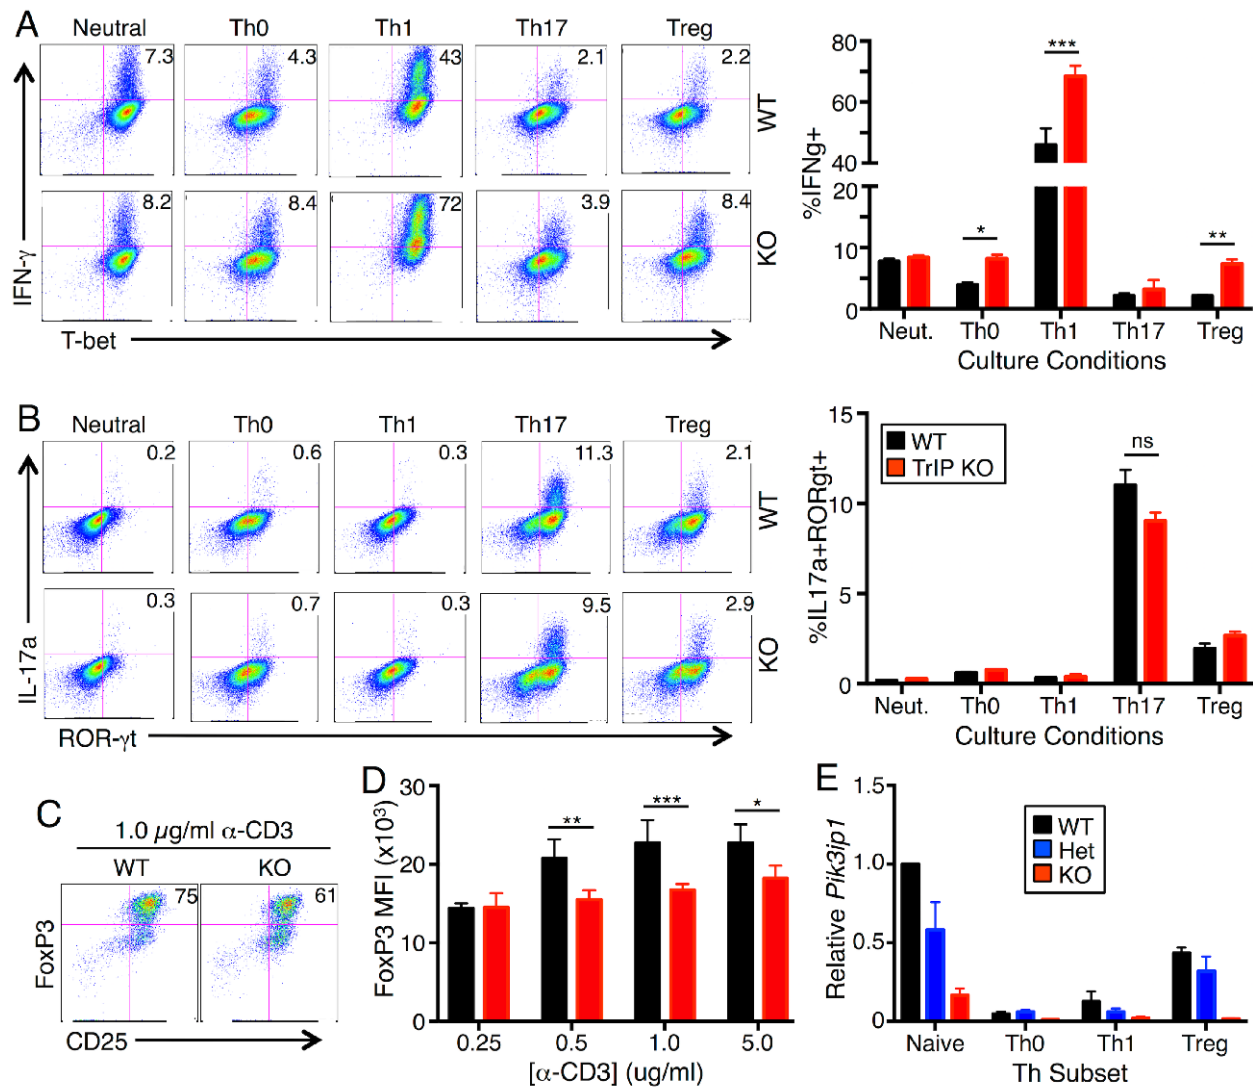 A
Neutral Th0 Th1 Th17 Treg
7.3 4.3 43 2.1 2.2
WT
8.2 8.4 72 3.9 8.4
KO
IFN-γ
T-bet
%IFNg+
80
60
40
20
10
0
***
*
**
Neut. Th0 Th1 Th17 Treg
Culture Conditions
B
Neutral Th0 Th1 Th17 Treg
0.2 0.6 0.3 11.3 2.1
WT
0.3 0.7 0.3 9.5 2.9
KO
IL-17a
ROR-γt
%IL17a+RORgt+
15
10
5
0
WT
TrIP KO
ns
Neut. Th0 Th1 Th17 Treg
Culture Conditions
C
1.0 µg/ml α-CD3
WT KO
75 61
FoxP3
CD25
D
FoxP3 MFI (x10³)
30
20
10
0
** *** *
0.25 0.5 1.0 5.0
[α-CD3] (ug/ml)
E
Relative Pik3ip1
1.5
1.0
0.5
0
WT
Het
KO
Naive Th0 Th1 Treg
Th Subset